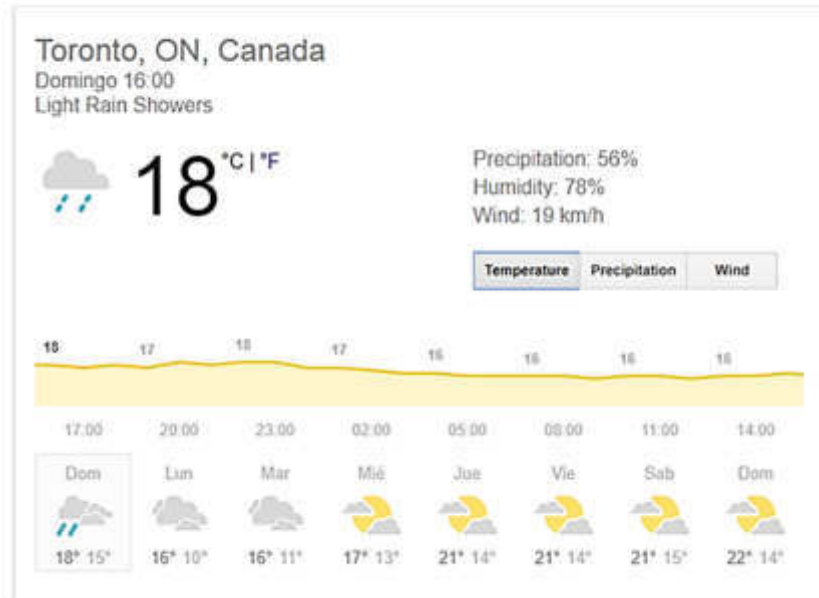 Toronto, ON, Canada
Domingo 16:00
Light Rain Showers
18 °C | °F
Precipitation: 56%
Humidity: 78%
Wind: 19 km/h
Temperature Precipitation Wind
18 17 18 17 16 16 16 16
17:00 20:00 23:00 02:00 05:00 08:00 11:00 14:00
Dom Lun Mar Mié Jue Vie Sab Dom
18° 15° 16° 10° 16° 11° 17° 13° 21° 14° 21° 14° 21° 15° 22° 14°